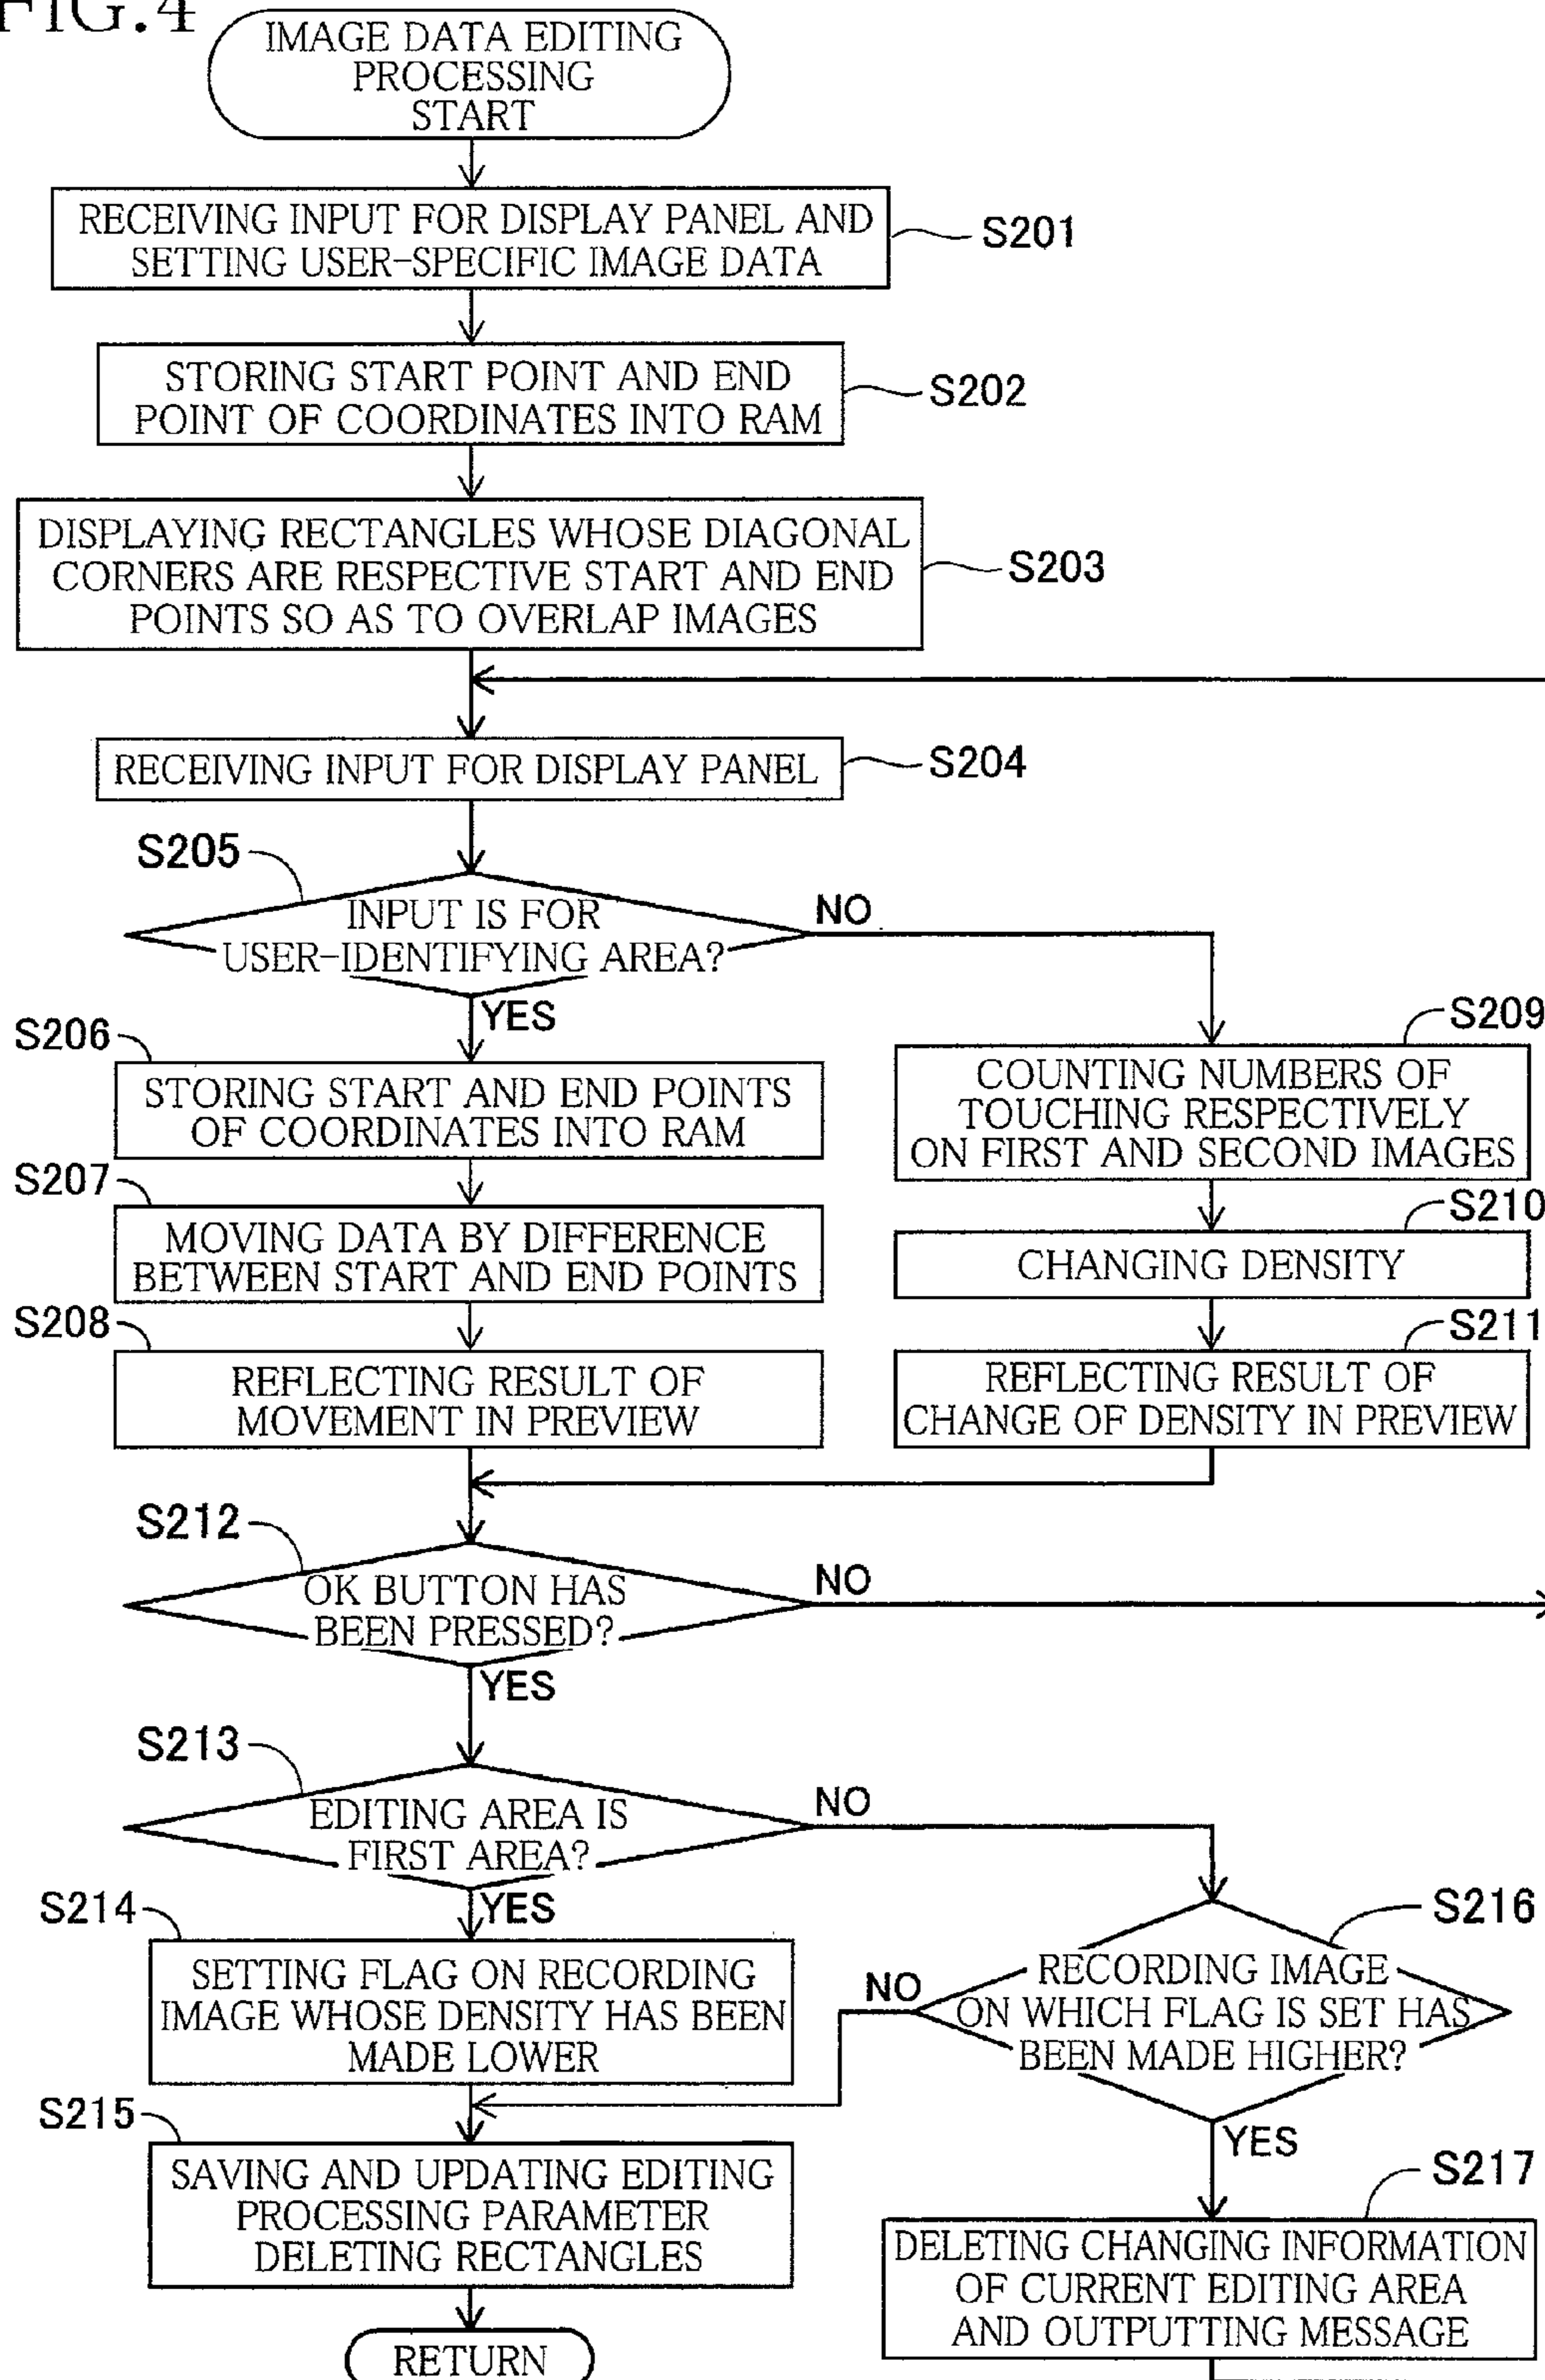 FIG.4
IMAGE DATA EDITING
PROCESSING
START
RECEIVING INPUT FOR DISPLAY PANEL AND
SETTING USER-SPECIFIC IMAGE DATA
S201
STORING START POINT AND END
POINT OF COORDINATES INTO RAM
S202
DISPLAYING RECTANGLES WHOSE DIAGONAL
CORNERS ARE RESPECTIVE START AND END
POINTS SO AS TO OVERLAP IMAGES
S203
RECEIVING INPUT FOR DISPLAY PANEL
S204
S205
INPUT IS FOR
USER-IDENTIFYING AREA?
NO
YES
S206
STORING START AND END POINTS
OF COORDINATES INTO RAM
S207
MOVING DATA BY DIFFERENCE
BETWEEN START AND END POINTS
S208
REFLECTING RESULT OF
MOVEMENT IN PREVIEW
S209
COUNTING NUMBERS OF
TOUCHING RESPECTIVELY
ON FIRST AND SECOND IMAGES
S210
CHANGING DENSITY
S211
REFLECTING RESULT OF
CHANGE OF DENSITY IN PREVIEW
S212
OK BUTTON HAS
BEEN PRESSED?
NO
YES
S213
EDITING AREA IS
FIRST AREA?
NO
YES
S214
SETTING FLAG ON RECORDING
IMAGE WHOSE DENSITY HAS BEEN
MADE LOWER
S216
RECORDING IMAGE
ON WHICH FLAG IS SET HAS
BEEN MADE HIGHER?
NO
YES
S215
SAVING AND UPDATING EDITING
PROCESSING PARAMETER
DELETING RECTANGLES
S217
DELETING CHANGING INFORMATION
OF CURRENT EDITING AREA
AND OUTPUTTING MESSAGE
RETURN